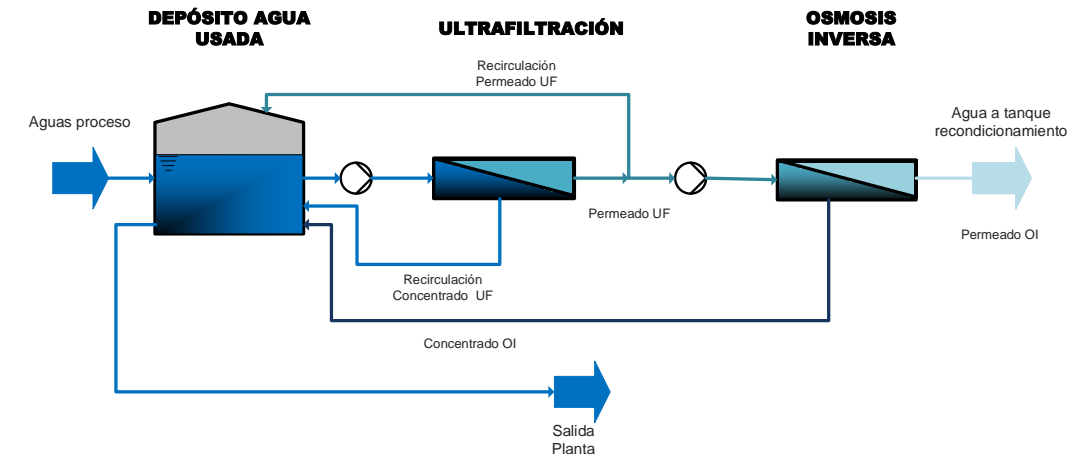 DEPÓSITO AGUA
USADA
ULTRAFILTRACIÓN
OSMOSIS
INVERSA
Recirculación
Permeado UF
Aguas proceso
Agua a tanque
recondicionamiento
Permeado UF
Permeado OI
Recirculación
Concentrado UF
Concentrado OI
Salida
Planta